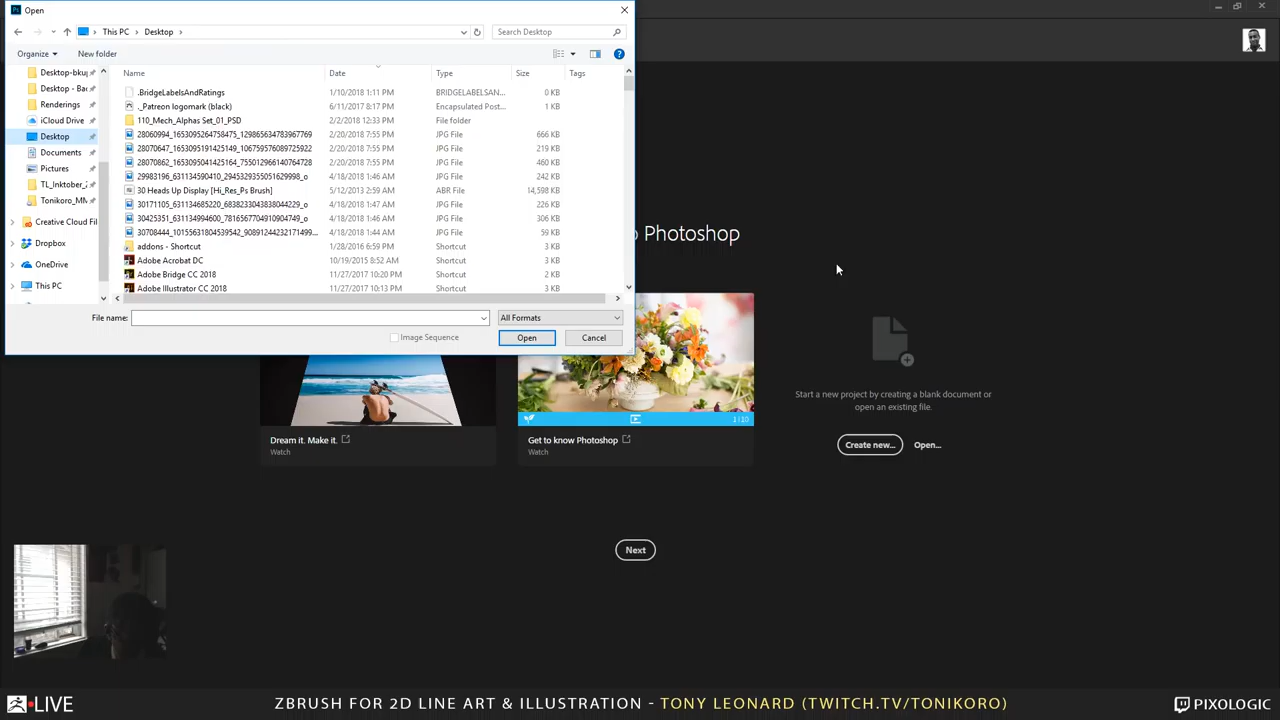 Open
This PC > Desktop >
Search Desktop
Organize
New folder
Name Date Type Size Tags
Desktop-bkup
Desktop - Bac
Renderings
iCloud Drive
Desktop
Documents
Pictures
TL_Inktober_2
Tonikoro_MM
Creative Cloud Fil
Dropbox
OneDrive
This PC
.BridgeLabelsAndRatings 1/10/2018 1:11 PM BRIDGELABELSAN... 0 KB
._Patreon logomark (black) 6/11/2017 8:17 PM Encapsulated Post... 1 KB
110_Mech_Alphas Set_01_PSD 2/2/2018 12:33 PM File folder
28060994_1653095264758475_129865634783967769 2/20/2018 7:55 PM JPG File 666 KB
28070647_1653095191425149_106759576089725922 2/20/2018 7:55 PM JPG File 219 KB
28070862_1653095041425164_755012966140764728 2/20/2018 7:55 PM JPG File 460 KB
29983196_631134590410_2945329355051629998_o 4/18/2018 1:46 AM JPG File 242 KB
30 Heads Up Display [Hi_Res_Ps Brush] 5/12/2013 2:59 AM ABR File 14,598 KB
30171105_631134685220_6838233043838044229_o 4/18/2018 1:47 AM JPG File 226 KB
30425351_631134994600_7816567704910904749_o 4/18/2018 1:46 AM JPG File 306 KB
30708444_10155631804539542_90891244232171499... 4/18/2018 1:44 AM JPG File 59 KB
addons - Shortcut 1/28/2016 6:59 PM Shortcut 3 KB
Adobe Acrobat DC 10/19/2015 8:52 AM Shortcut 3 KB
Adobe Bridge CC 2018 11/27/2017 10:20 PM Shortcut 2 KB
Adobe Illustrator CC 2018 11/27/2017 10:13 PM Shortcut 3 KB
File name:
All Formats
Image Sequence
Open
Cancel
Photoshop
1/10
Dream it. Make it.
Watch
Get to know Photoshop
Watch
Start a new project by creating a blank document or
open an existing file.
Create new...
Open...
Next
LIVE
ZBRUSH FOR 2D LINE ART & ILLUSTRATION - TONY LEONARD (TWITCH.TV/TONIKORO)
PIXOLOGIC